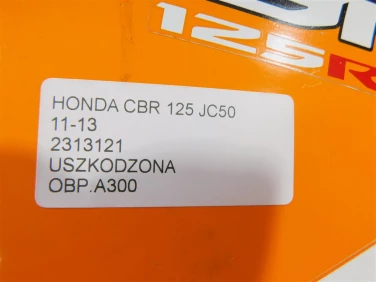 125R
HONDA CBR 125 JC50
11-13
2313121
USZKODZONA
OBP.A300